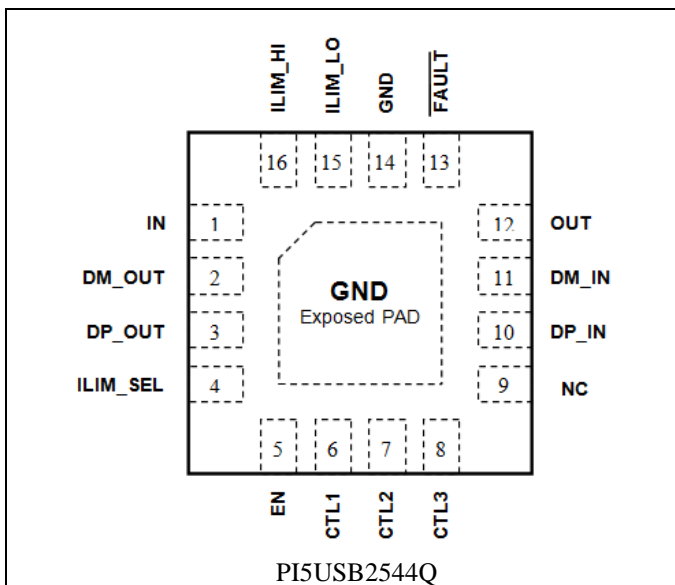 ILIM_HI
ILIM_LO
GND
FAULT
16
15
14
13
IN
1
12
OUT
DM_OUT
2
11
DM_IN
DP_OUT
3
10
DP_IN
ILIM_SEL
4
9
NC
GND
Exposed PAD
5
6
7
8
EN
CTL1
CTL2
CTL3
PI5USB2544Q